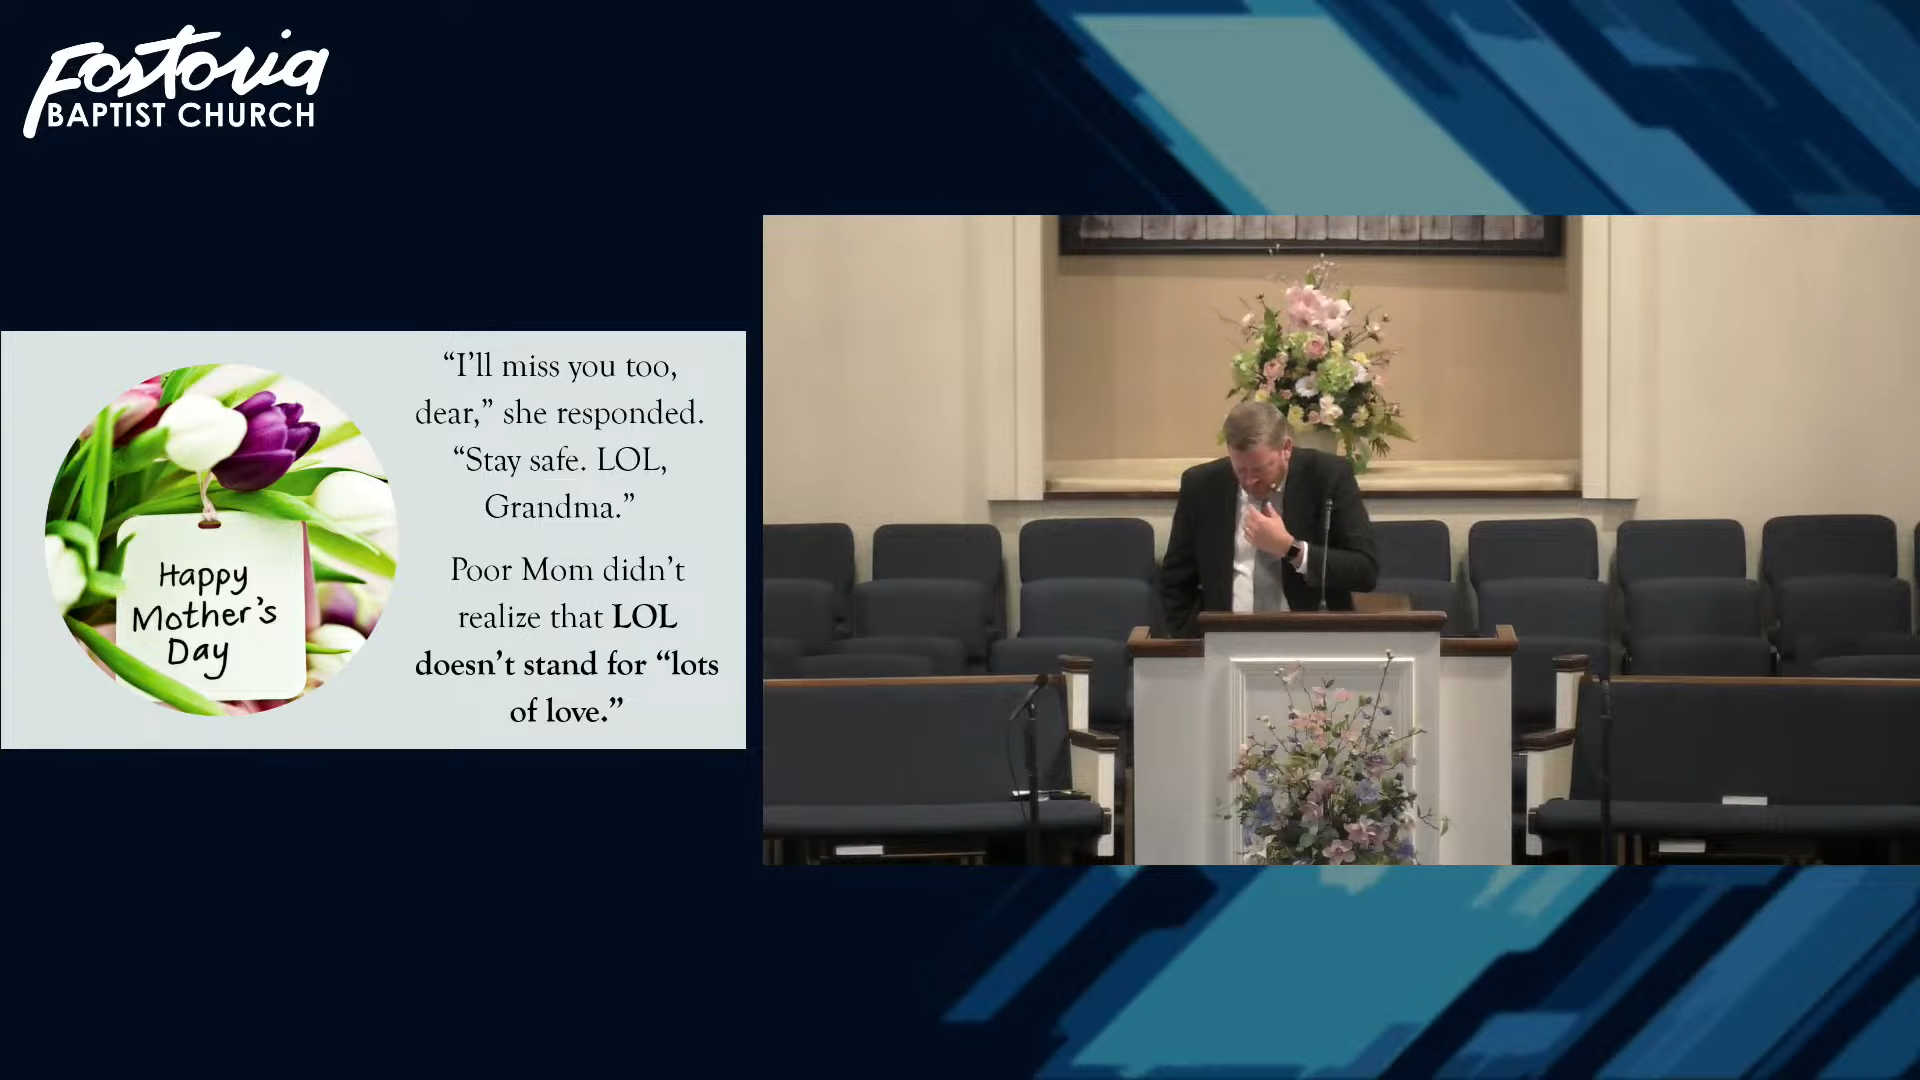 Fostoria
BAPTIST CHURCH
“I’ll miss you too,
dear,” she responded.
“Stay safe. LOL,
Grandma.”
Poor Mom didn’t
realize that LOL
doesn’t stand for “lots
of love.”
Happy
Mother’s
Day